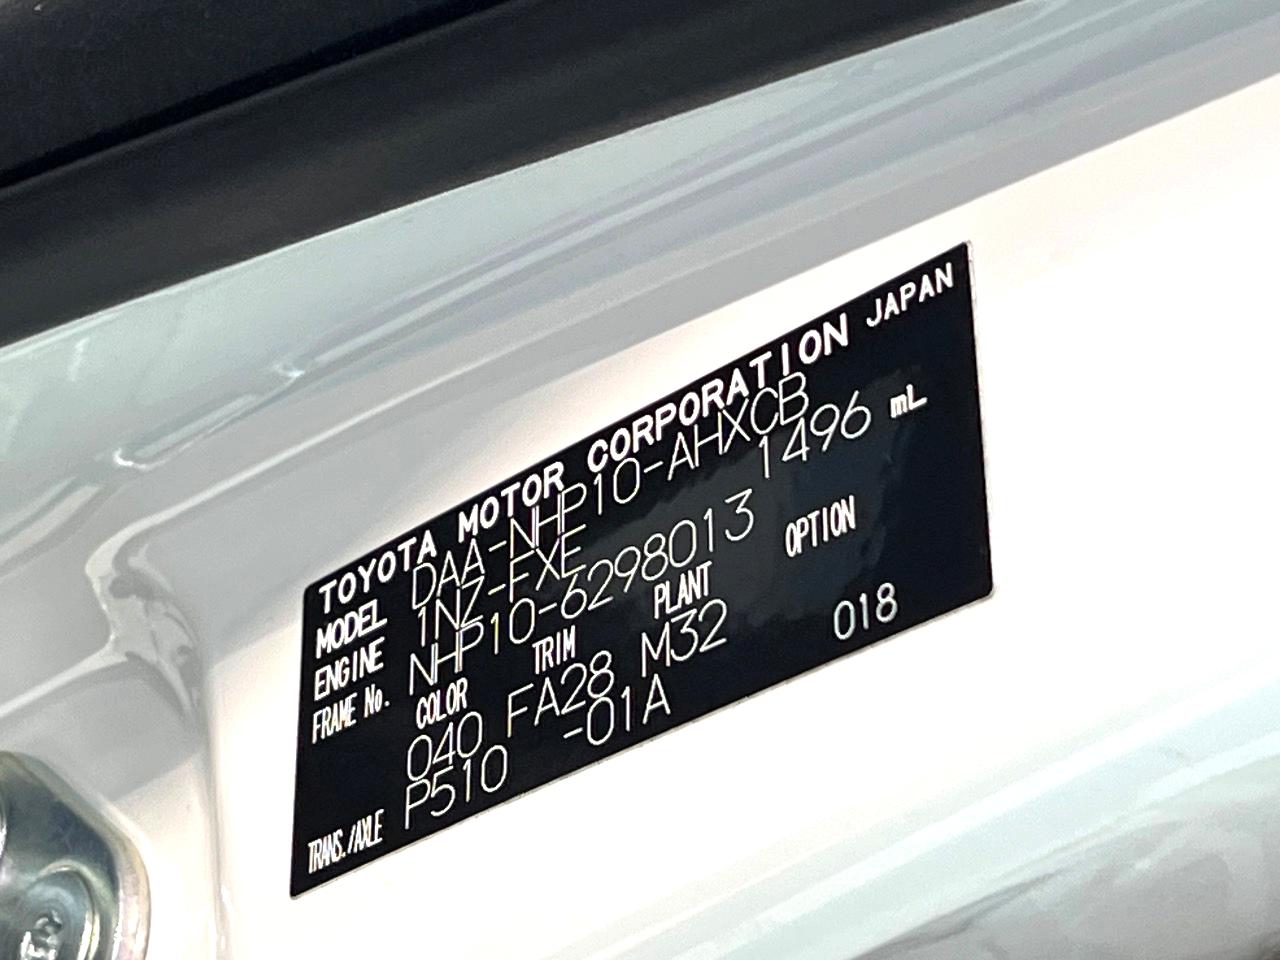 TOYOTA MOTOR CORPORATION JAPAN
MODEL DAA-NHP10-AHXCB
ENGINE 1NZ-FXE 1496 mL
FRAME No. NHP10-6298013
COLOR TRIM PLANT OPTION
040 FA28 M32 018
TRANS./AXLE P510 -01A